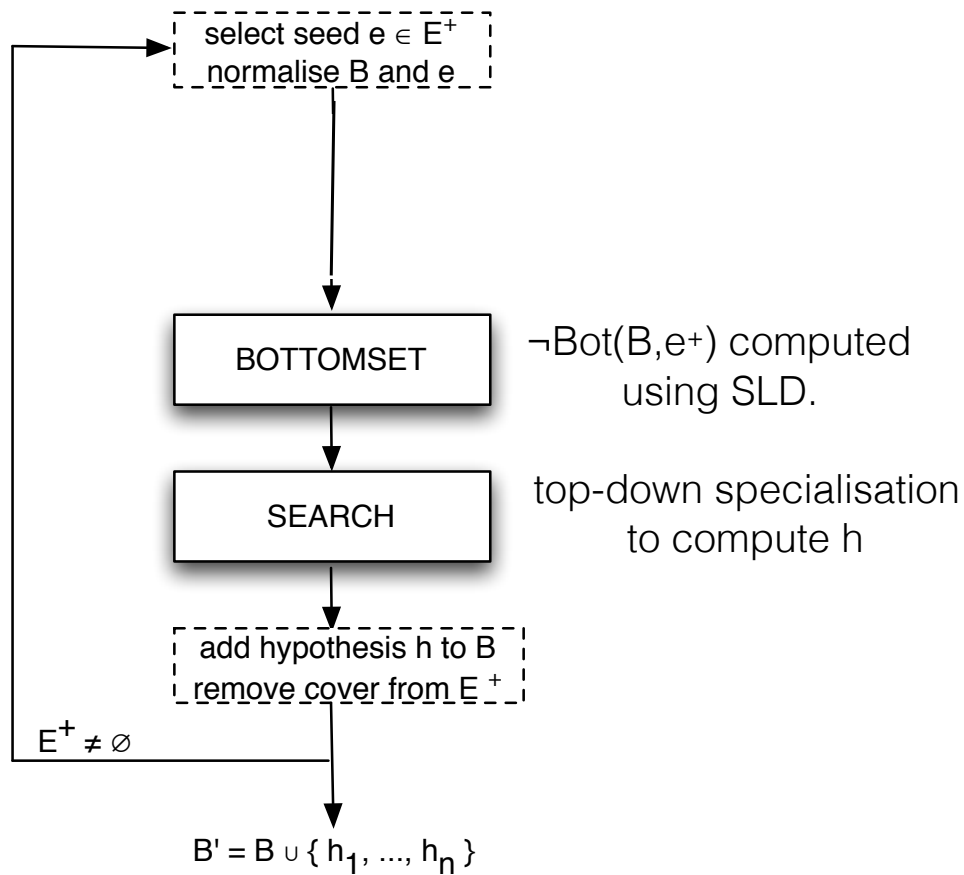 select seed e ∈ E⁺
normalise B and e
BOTTOMSET
¬Bot(B,e⁺) computed
using SLD.
SEARCH
top-down specialisation
to compute h
add hypothesis h to B
remove cover from E ⁺
E⁺ ≠ ∅
B' = B ∪ { h₁, ..., hₙ }